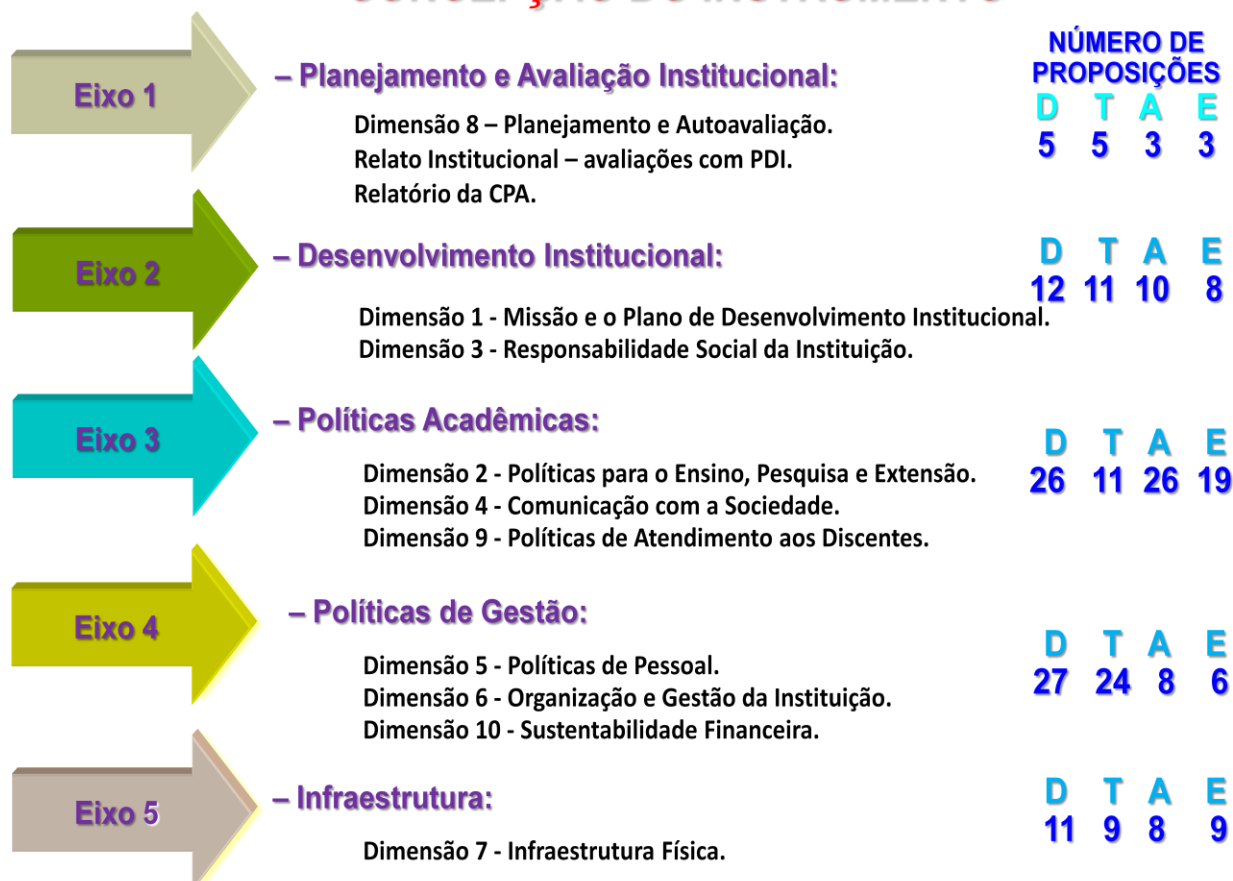 CONCEPÇÃO DO INSTRUMENTO
NÚMERO DE
PROPOSIÇÕES
Eixo 1
– Planejamento e Avaliação Institucional:
D T A E
5 5 3 3
Dimensão 8 – Planejamento e Autoavaliação.
Relato Institucional – avaliações com PDI.
Relatório da CPA.
Eixo 2
– Desenvolvimento Institucional:
D T A E
12 11 10 8
Dimensão 1 - Missão e o Plano de Desenvolvimento Institucional.
Dimensão 3 - Responsabilidade Social da Instituição.
Eixo 3
– Políticas Acadêmicas:
D T A E
26 11 26 19
Dimensão 2 - Políticas para o Ensino, Pesquisa e Extensão.
Dimensão 4 - Comunicação com a Sociedade.
Dimensão 9 - Políticas de Atendimento aos Discentes.
Eixo 4
– Políticas de Gestão:
D T A E
27 24 8 6
Dimensão 5 - Políticas de Pessoal.
Dimensão 6 - Organização e Gestão da Instituição.
Dimensão 10 - Sustentabilidade Financeira.
Eixo 5
– Infraestrutura:
D T A E
11 9 8 9
Dimensão 7 - Infraestrutura Física.